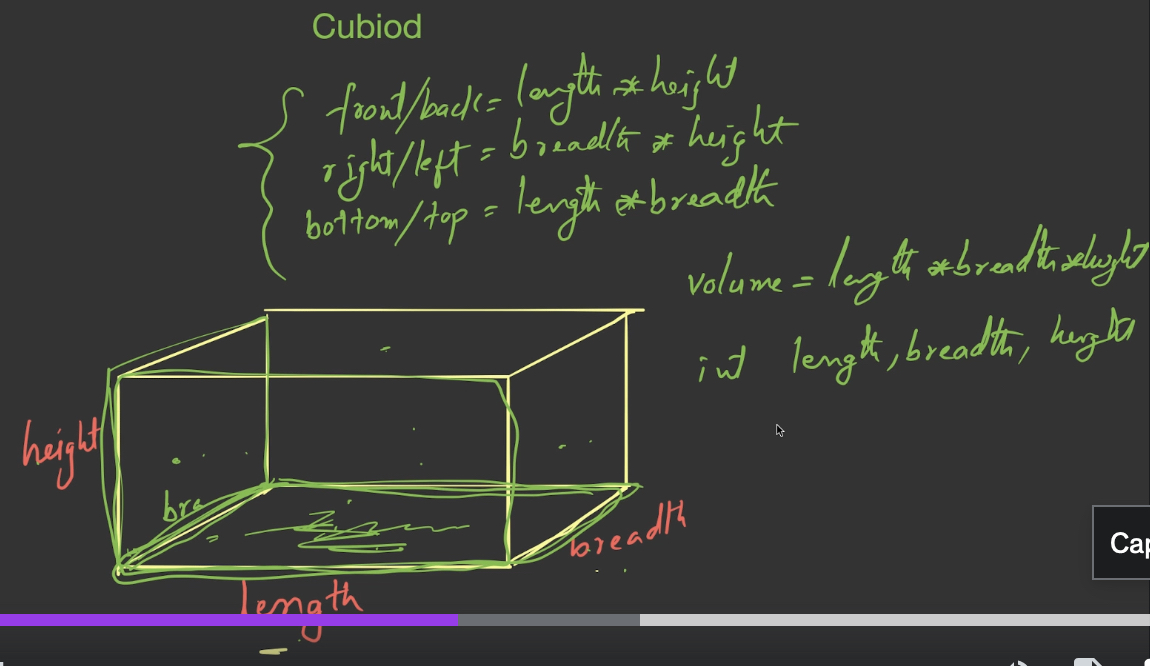 Cubiod
front/back = length * height
right/left = breadth * height
bottom/top = length * breadth
volume = length * breadth * height
int length, breadth, height
height
bre
breadth
length
Cap